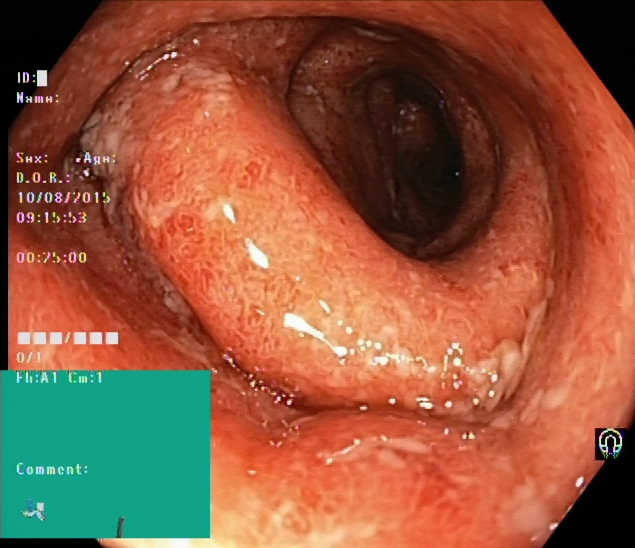 ID:
Name:
Sex: Age:
D.O.B.:
10/08/2015
09:15:53
00:25:00
/
0/1
Ph:A1 Cm:1
Comment: